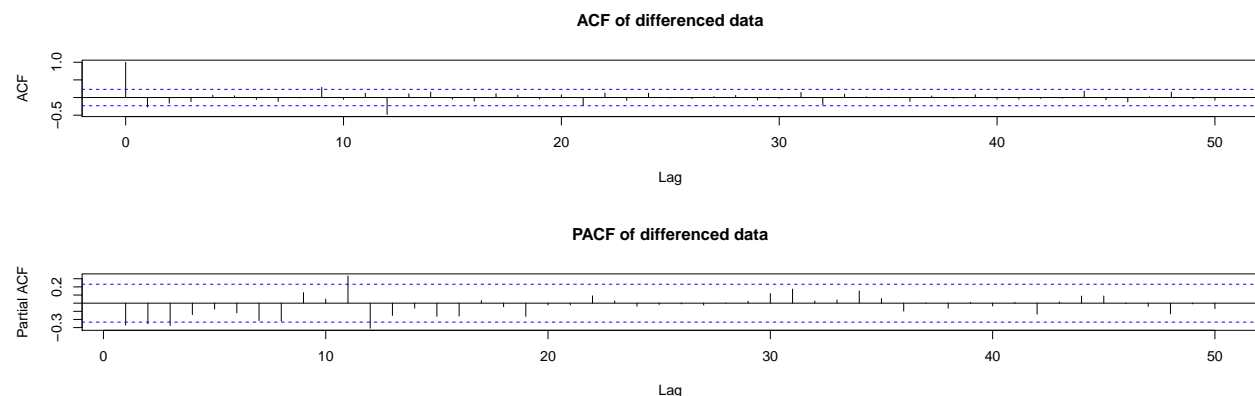 ACF of differenced data
ACF
1.0
−0.5
0 10 20 30 40 50
Lag
PACF of differenced data
Partial ACF
0.2
−0.3
0 10 20 30 40 50
Lag